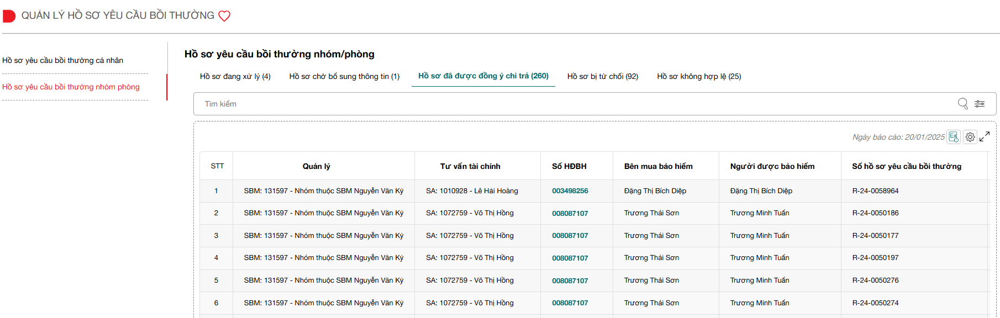 QUẢN LÝ HỒ SƠ YÊU CẦU BỒI THƯỜNG
Hồ sơ yêu cầu bồi thường cá nhân
Hồ sơ yêu cầu bồi thường nhóm phòng
Hồ sơ yêu cầu bồi thường nhóm/phòng
Hồ sơ đang xử lý (4) Hồ sơ chờ bổ sung thông tin (1) Hồ sơ đã được đồng ý chi trả (260) Hồ sơ bị từ chối (92) Hồ sơ không hợp lệ (25)
Tìm kiếm
Ngày báo cáo: 20/01/2025
STT Quản lý Tư vấn tài chính Số HĐBH Bên mua bảo hiểm Người được bảo hiểm Số hồ sơ yêu cầu bồi thường
1 SBM: 131597 - Nhóm thuộc SBM Nguyễn Văn Ký SA: 1010928 - Lê Hải Hoàng 003498256 Đặng Thị Bích Diệp Đặng Thị Bích Diệp R-24-0058964
2 SBM: 131597 - Nhóm thuộc SBM Nguyễn Văn Ký SA: 1072759 - Võ Thị Hồng 008087107 Trương Thái Sơn Trương Minh Tuấn R-24-0050186
3 SBM: 131597 - Nhóm thuộc SBM Nguyễn Văn Ký SA: 1072759 - Võ Thị Hồng 008087107 Trương Thái Sơn Trương Minh Tuấn R-24-0050177
4 SBM: 131597 - Nhóm thuộc SBM Nguyễn Văn Ký SA: 1072759 - Võ Thị Hồng 008087107 Trương Thái Sơn Trương Minh Tuấn R-24-0050197
5 SBM: 131597 - Nhóm thuộc SBM Nguyễn Văn Ký SA: 1072759 - Võ Thị Hồng 008087107 Trương Thái Sơn Trương Minh Tuấn R-24-0050276
6 SBM: 131597 - Nhóm thuộc SBM Nguyễn Văn Ký SA: 1072759 - Võ Thị Hồng 008087107 Trương Thái Sơn Trương Minh Tuấn R-24-0050274